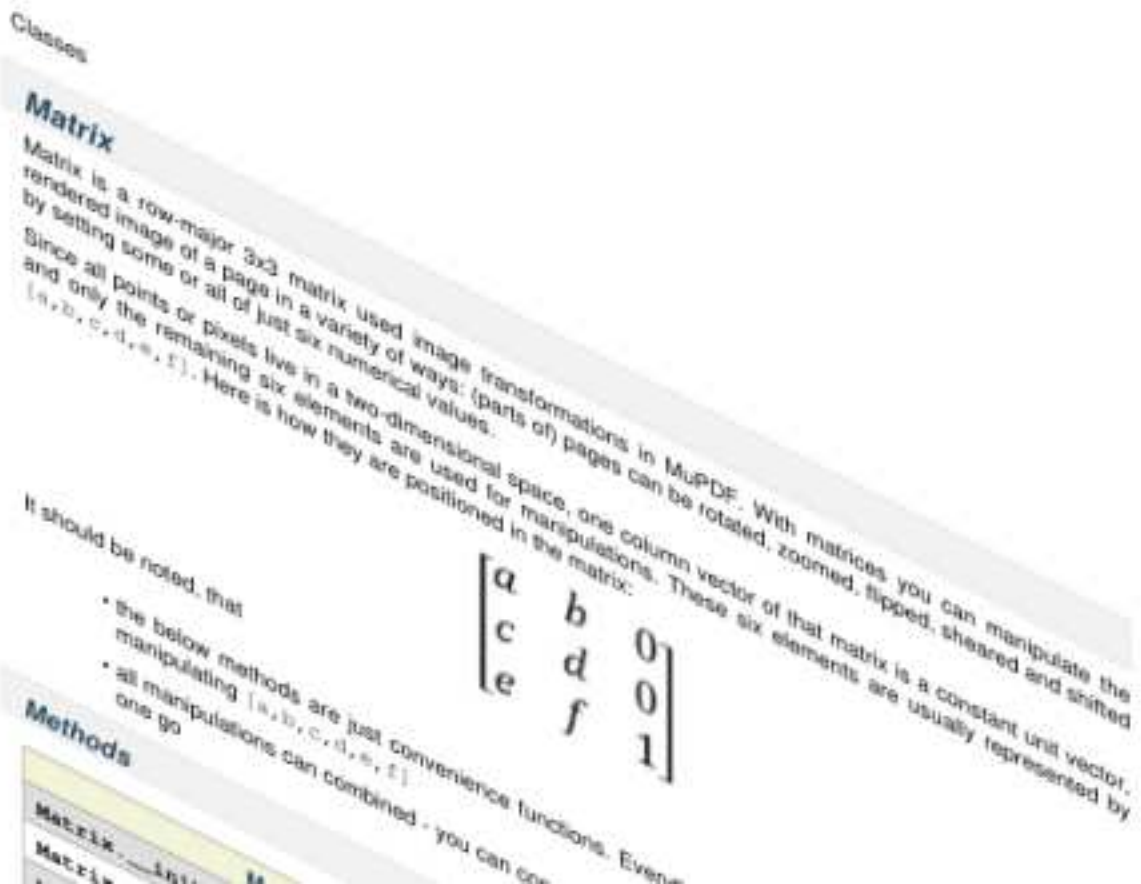 Classes
Matrix
Matrix is a row-major 3x3 matrix used image transformations in MuPDF. With matrices you can manipulate the
rendered image of a page in a variety of ways: (parts of) pages can be rotated, zoomed, flipped, sheared and shifted
by setting some or all of just six numerical values.
Since all points or pixels live in a two-dimensional space, one column vector of that matrix is a constant unit vector,
and only the remaining six elements are used for manipulations. These six elements are usually represented by
[a,b,c,d,e,f]. Here is how they are positioned in the matrix:
a b 0
c d 0
e f 1
It should be noted, that
• the below methods are just convenience functions.
manipulating [a,b,c,d,e,f]
• all manipulations can combined - you can
one go
Methods
Matrix.
Matrix